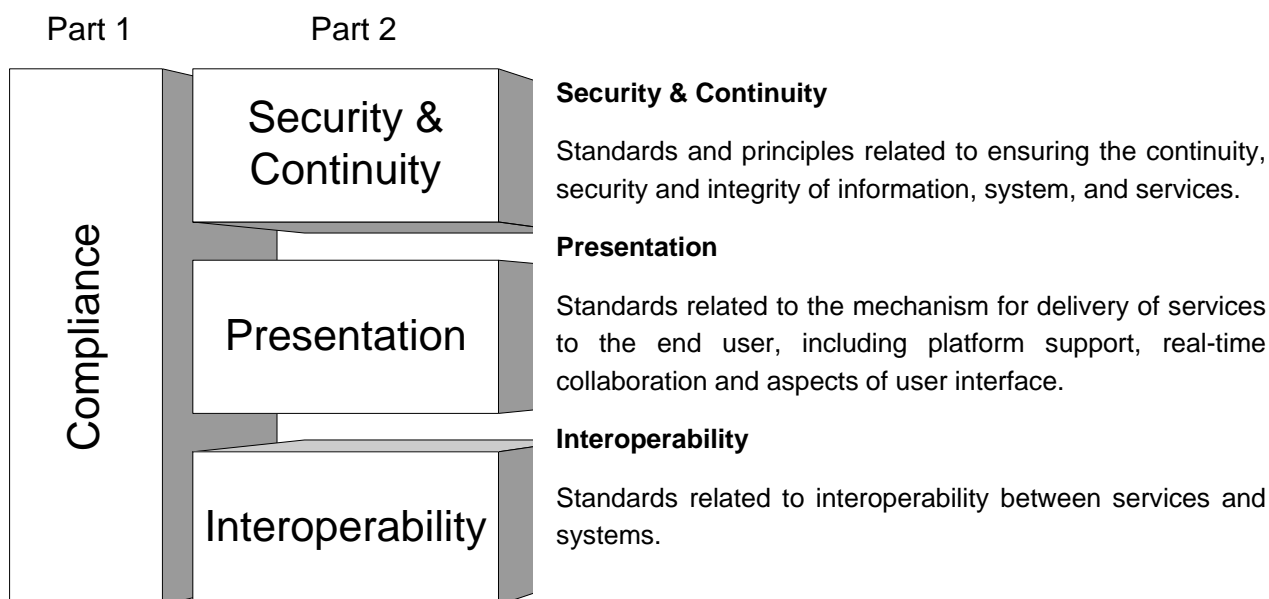 Part 1
Part 2
Compliance
Security &
Continuity
Presentation
Interoperability
Security & Continuity
Standards and principles related to ensuring the continuity,
security and integrity of information, system, and services.
Presentation
Standards related to the mechanism for delivery of services
to the end user, including platform support, real-time
collaboration and aspects of user interface.
Interoperability
Standards related to interoperability between services and
systems.